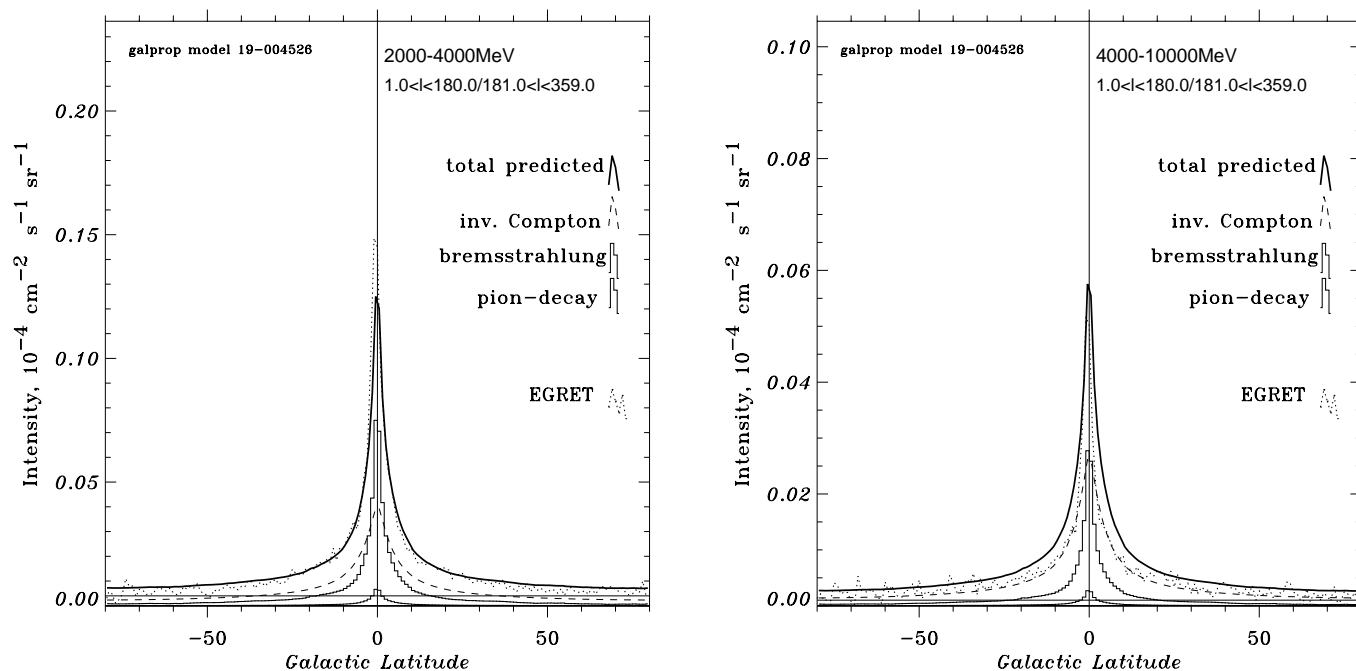 galprop model 19-004526
2000-4000MeV
1.0<l<180.0/181.0<l<359.0
total predicted
inv. Compton
bremsstrahlung
pion-decay
EGRET
0.20
0.15
0.10
0.05
0.00
Intensity, 10⁻⁴ cm⁻² s⁻¹ sr⁻¹
−50 0 50
Galactic Latitude
galprop model 19-004526
4000-10000MeV
1.0<l<180.0/181.0<l<359.0
total predicted
inv. Compton
bremsstrahlung
pion-decay
EGRET
0.10
0.08
0.06
0.04
0.02
0.00
Intensity, 10⁻⁴ cm⁻² s⁻¹ sr⁻¹
−50 0 50
Galactic Latitude